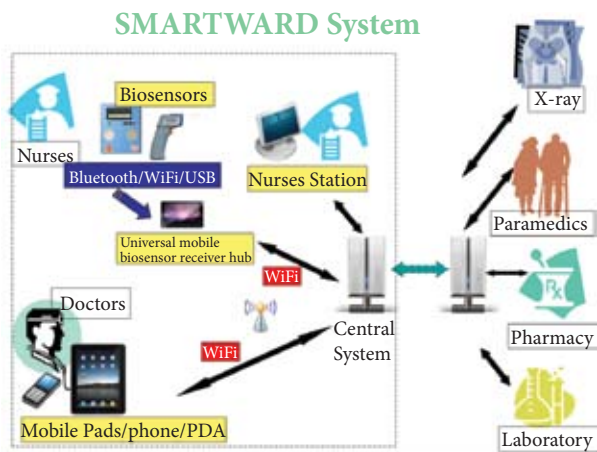 SMARTWARD System
Biosensors
Nurses
Bluetooth/WiFi/USB
Nurses Station
Universal mobile
biosensor receiver hub
WiFi
Doctors
WiFi
Central
System
Mobile Pads/phone/PDA
X-ray
Paramedics
Rx
Pharmacy
Laboratory